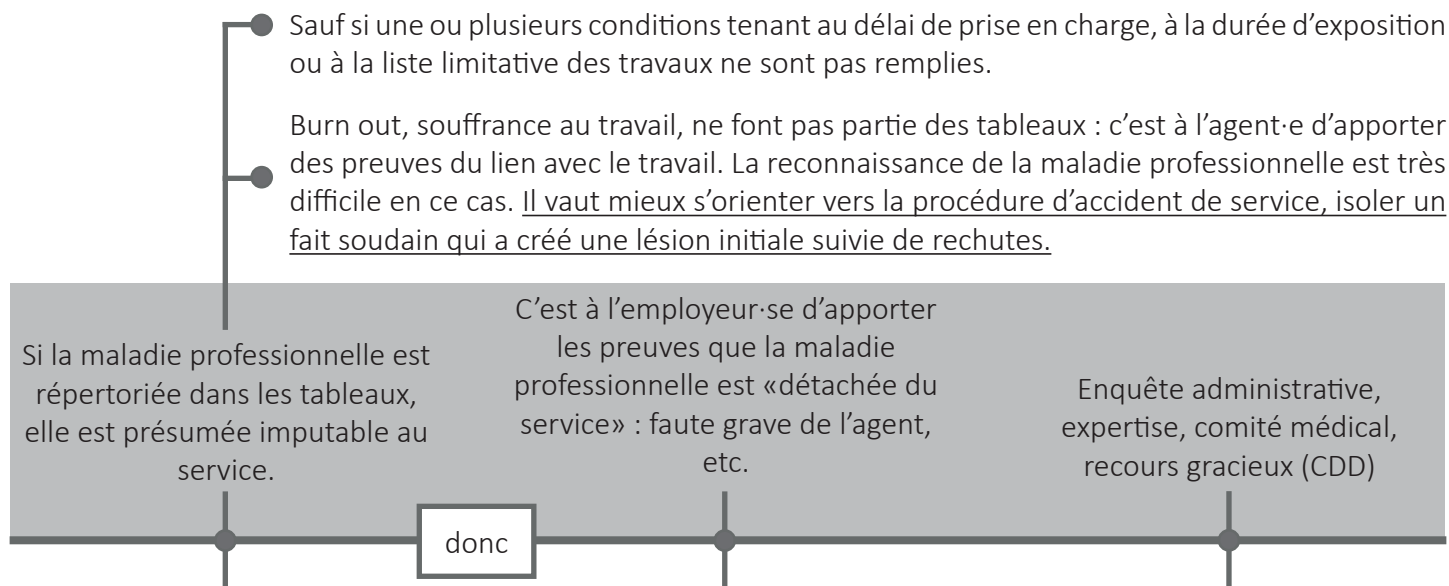 Sauf si une ou plusieurs conditions tenant au délai de prise en charge, à la durée d’exposition
ou à la liste limitative des travaux ne sont pas remplies.
Burn out, souffrance au travail, ne font pas partie des tableaux : c’est à l’agent·e d’apporter
des preuves du lien avec le travail. La reconnaissance de la maladie professionnelle est très
difficile en ce cas. Il vaut mieux s’orienter vers la procédure d’accident de service, isoler un
fait soudain qui a créé une lésion initiale suivie de rechutes.
Si la maladie professionnelle est
répertoriée dans les tableaux,
elle est présumée imputable au
service.
donc
C’est à l’employeur·se d’apporter
les preuves que la maladie
professionnelle est «détachée du
service» : faute grave de l’agent,
etc.
Enquête administrative,
expertise, comité médical,
recours gracieux (CDD)